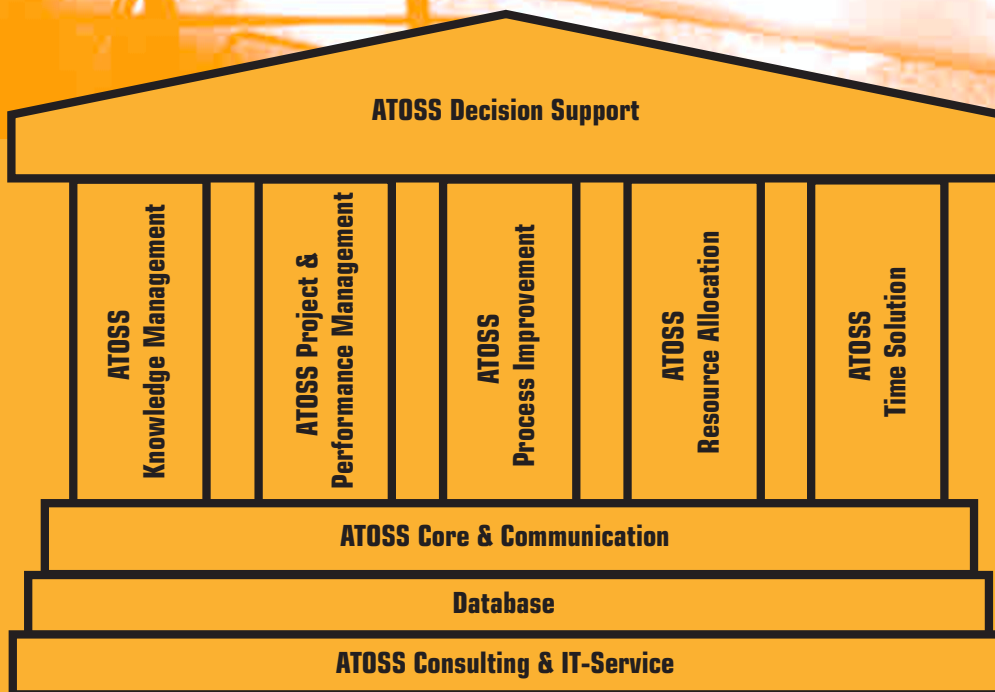 ATOSS Decision Support
ATOSS
Knowledge Management
ATOSS Project &
Performance Management
ATOSS
Process Improvement
ATOSS
Resource Allocation
ATOSS
Time Solution
ATOSS Core & Communication
Database
ATOSS Consulting & IT-Service